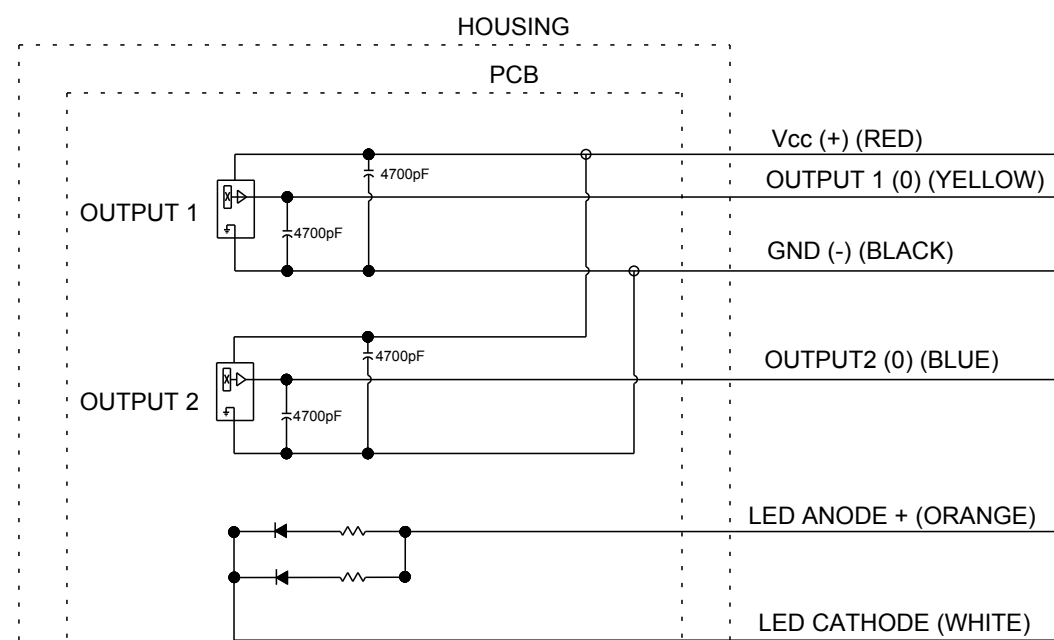 HOUSING
PCB
Vcc (+) (RED)
4700pF
OUTPUT 1 (0) (YELLOW)
OUTPUT 1
X
4700pF
GND (-) (BLACK)
4700pF
OUTPUT2 (0) (BLUE)
X
OUTPUT 2
4700pF
LED ANODE + (ORANGE)
LED CATHODE (WHITE)